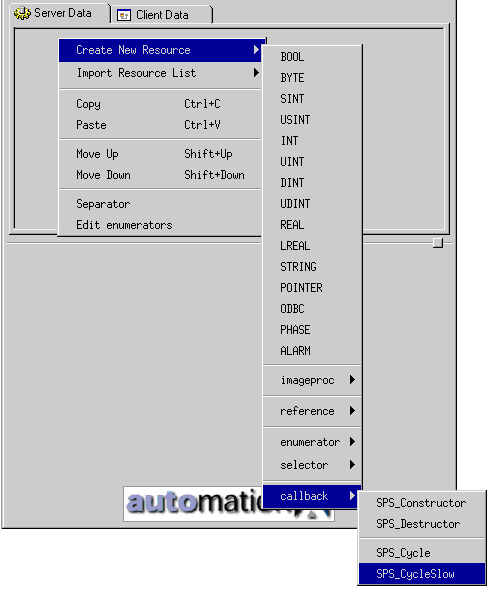 Server Data
Client Data
Create New Resource
Import Resource List
Copy Ctrl+C
Paste Ctrl+V
Move Up Shift+Up
Move Down Shift+Down
Separator
Edit enumerators
BOOL
BYTE
SINT
USINT
INT
UINT
DINT
UDINT
REAL
LREAL
STRING
POINTER
ODBC
PHASE
ALARM
imageproc
reference
enumerator
selector
callback
SPS_Constructor
SPS_Destructor
SPS_Cycle
SPS_CycleSlow